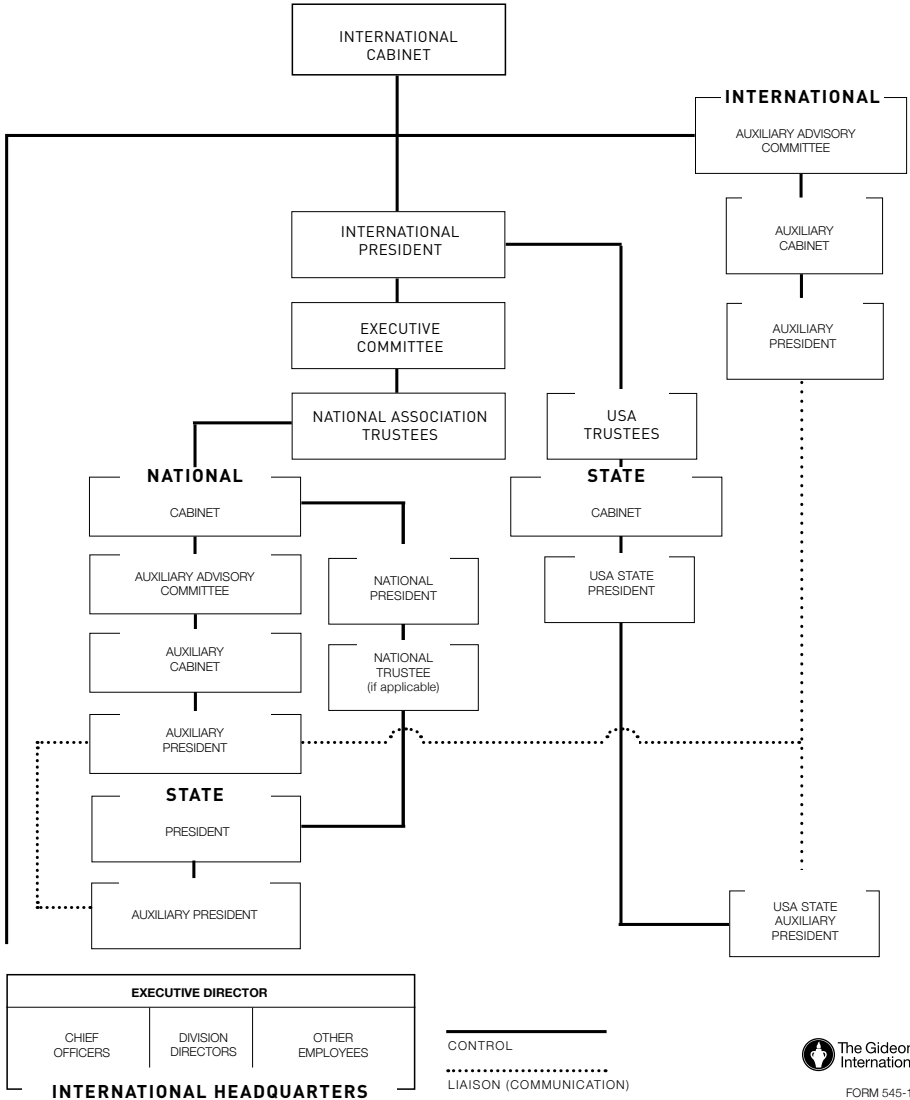 INTERNATIONAL
CABINET
INTERNATIONAL
AUXILIARY ADVISORY
COMMITTEE
AUXILIARY
CABINET
AUXILIARY
PRESIDENT
INTERNATIONAL
PRESIDENT
EXECUTIVE
COMMITTEE
NATIONAL ASSOCIATION
TRUSTEES
USA
TRUSTEES
NATIONAL
CABINET
AUXILIARY ADVISORY
COMMITTEE
AUXILIARY
CABINET
AUXILIARY
PRESIDENT
NATIONAL
PRESIDENT
NATIONAL
TRUSTEE
(if applicable)
STATE
CABINET
USA STATE
PRESIDENT
STATE
PRESIDENT
AUXILIARY PRESIDENT
USA STATE
AUXILIARY
PRESIDENT
EXECUTIVE DIRECTOR
CHIEF
OFFICERS
DIVISION
DIRECTORS
OTHER
EMPLOYEES
INTERNATIONAL HEADQUARTERS
CONTROL
LIAISON (COMMUNICATION)
The Gideon
International
FORM 545-1